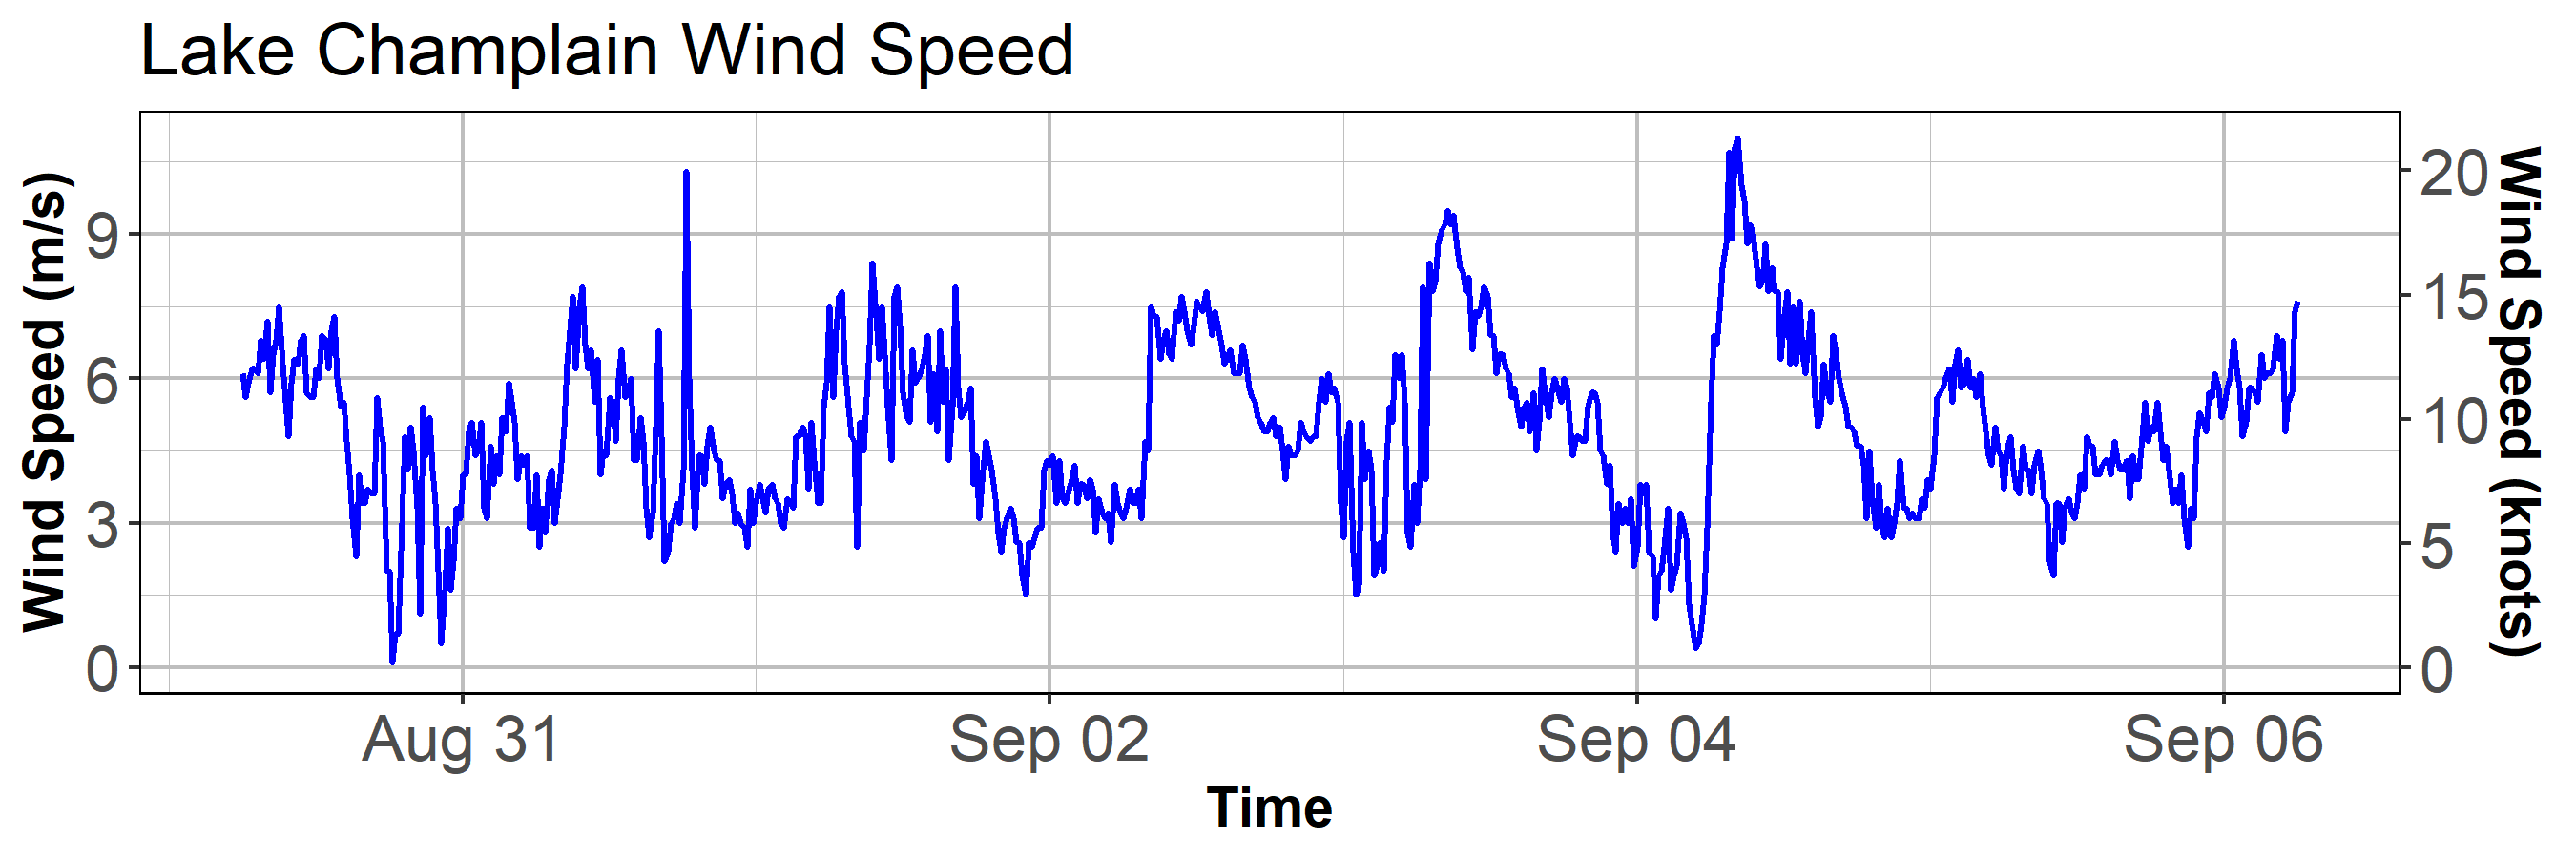 Lake Champlain Wind Speed
Wind Speed (m/s)
9
6
3
0
20
15
10
5
0
Wind Speed (knots)
Aug 31
Sep 02
Sep 04
Sep 06
Time